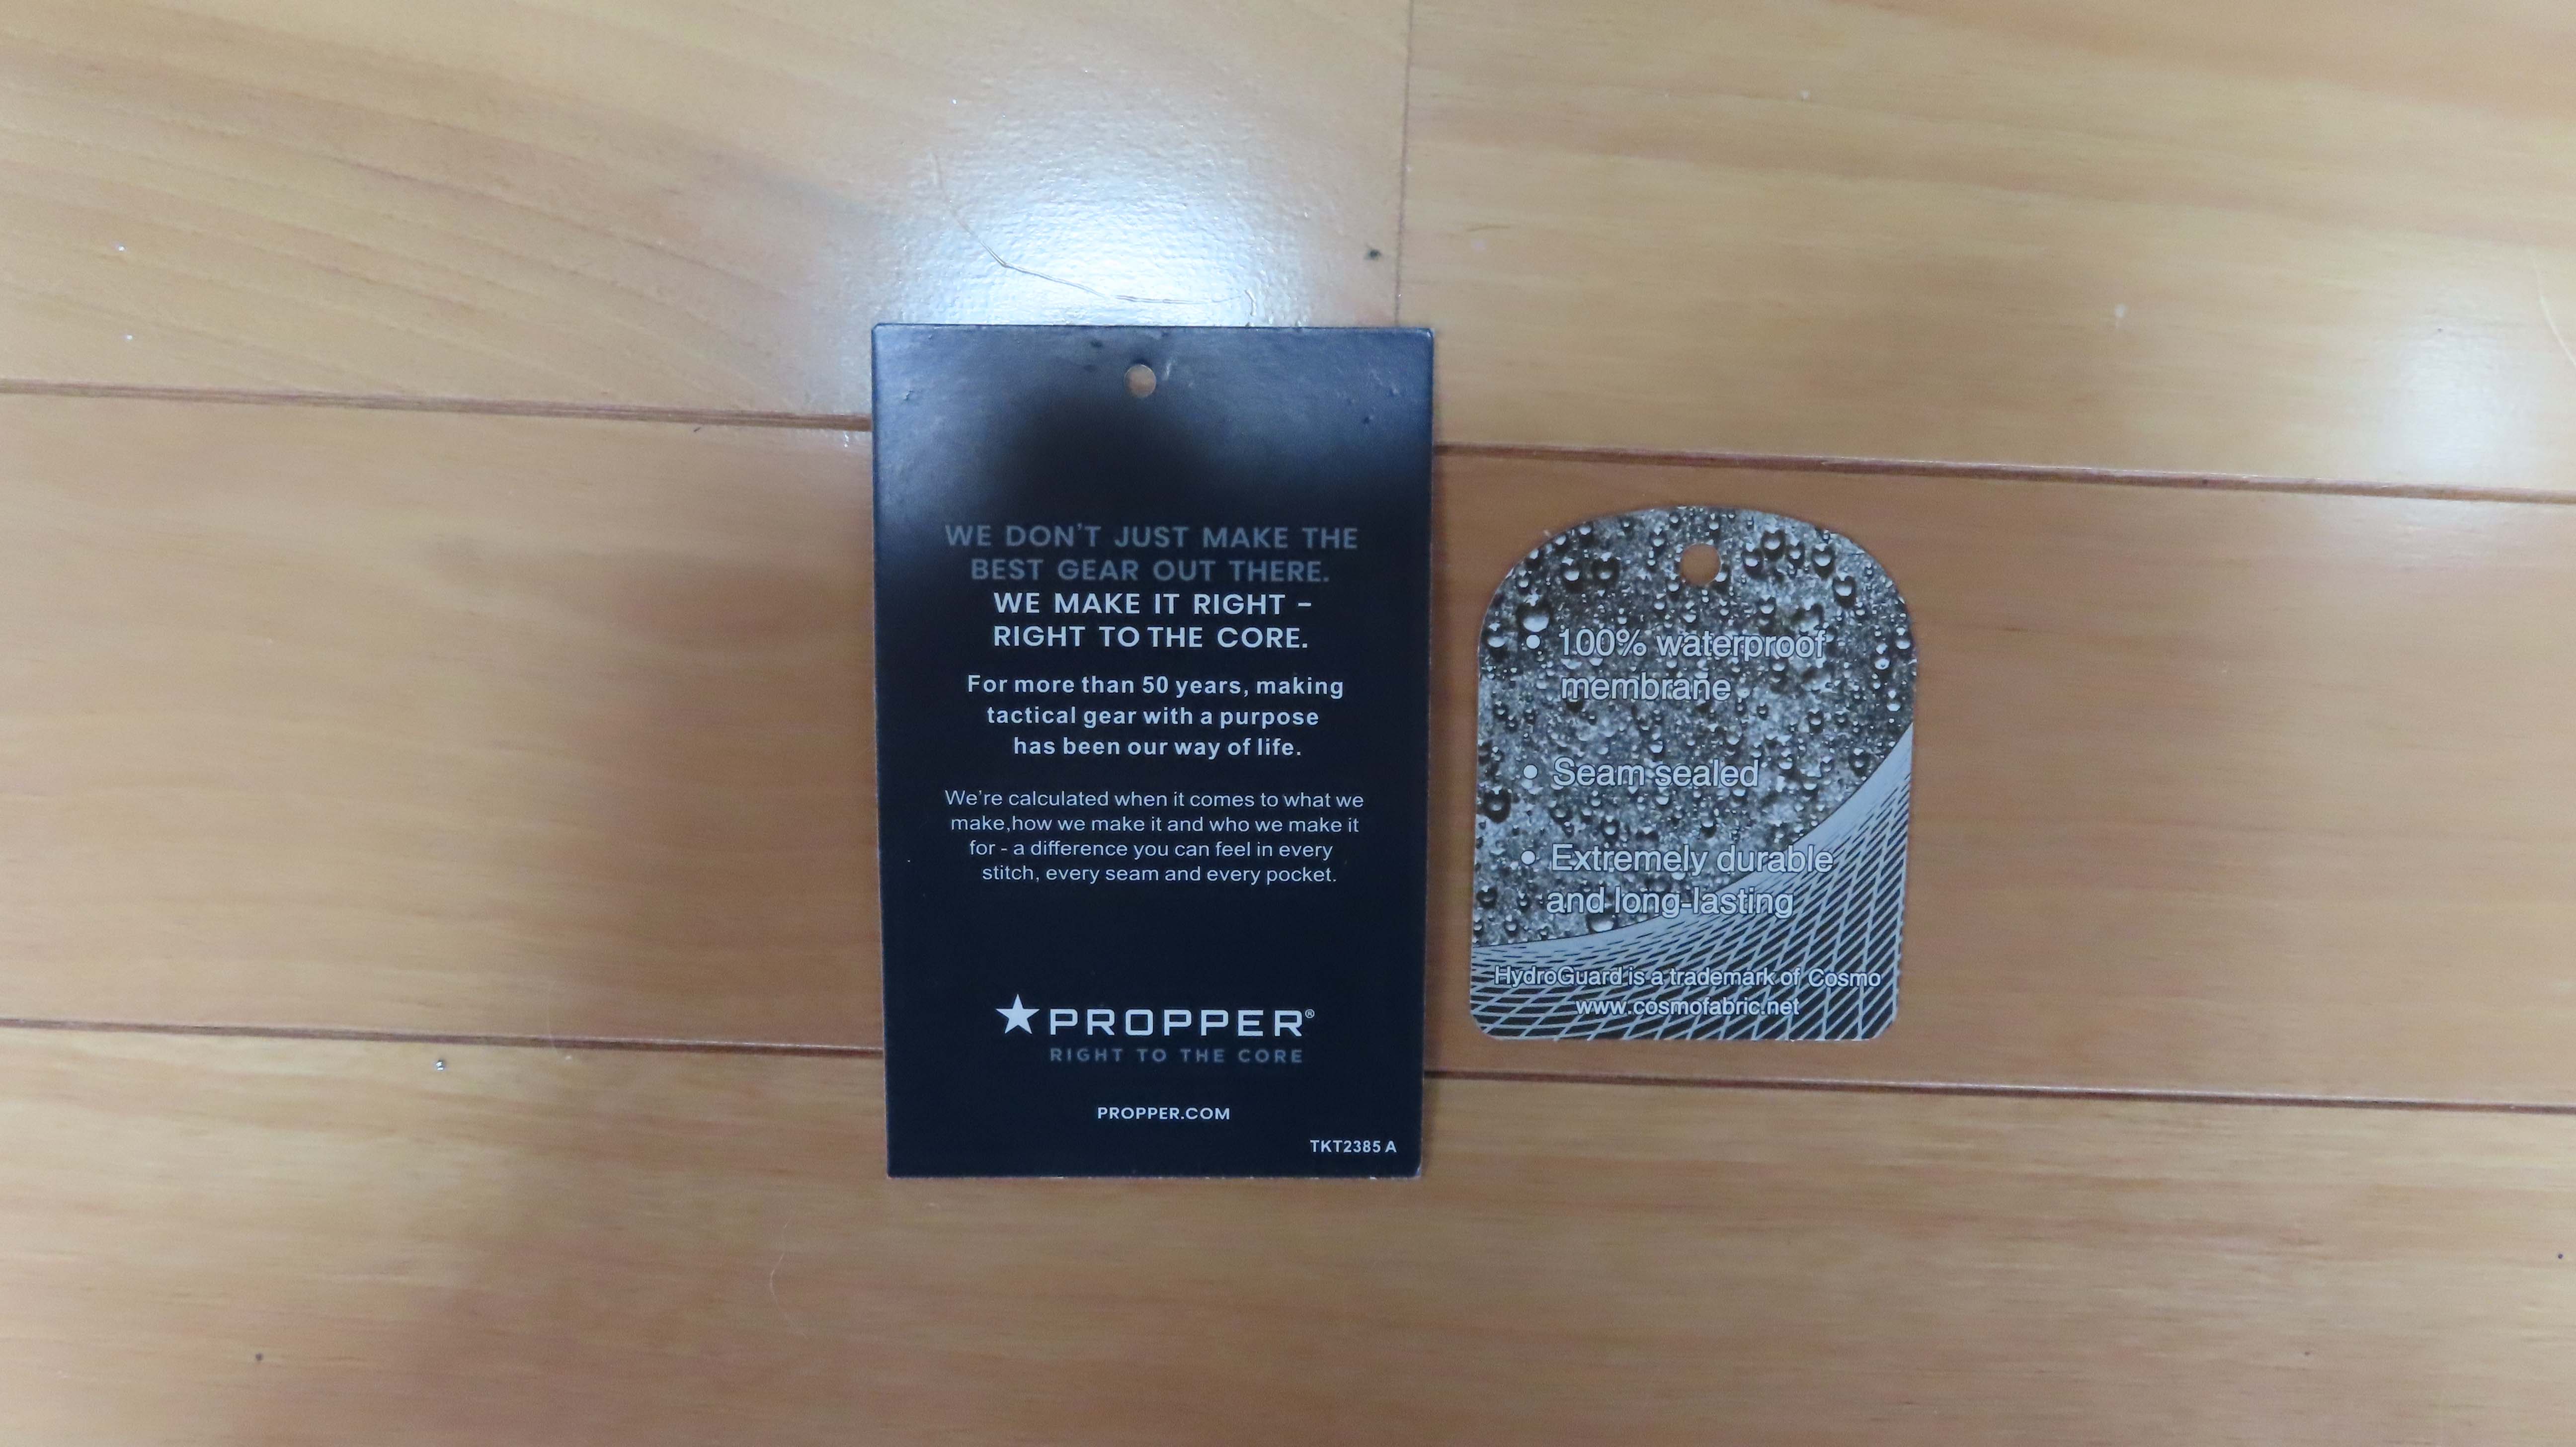 WE DON'T JUST MAKE THE
BEST GEAR OUT THERE.
WE MAKE IT RIGHT -
RIGHT TO THE CORE.
For more than 50 years, making
tactical gear with a purpose
has been our way of life.
We're calculated when it comes to what we
make,how we make it and who we make it
for - a difference you can feel in every
stitch, every seam and every pocket.
PROPPER®
RIGHT TO THE CORE
PROPPER.COM
TKT2385 A
• 100% waterproof
membrane
• Seam sealed
• Extremely durable
and long-lasting
HydroGuard is a trademark of Cosmo
www.cosmofabric.net